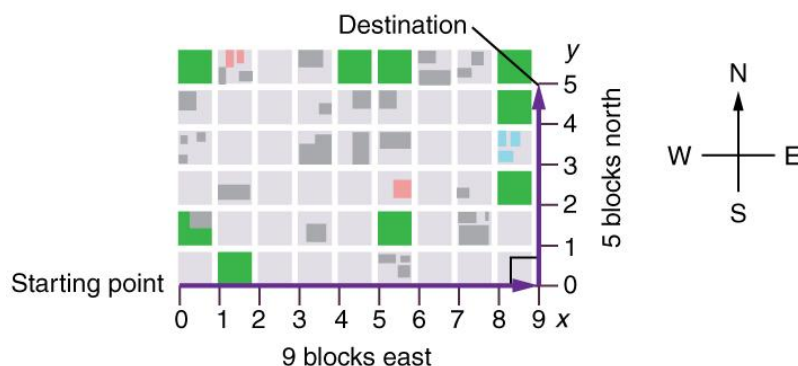 Destination
y
5
4
3
2
1
0
5 blocks north
Starting point
0 1 2 3 4 5 6 7 8 9 x
9 blocks east
N
W E
S